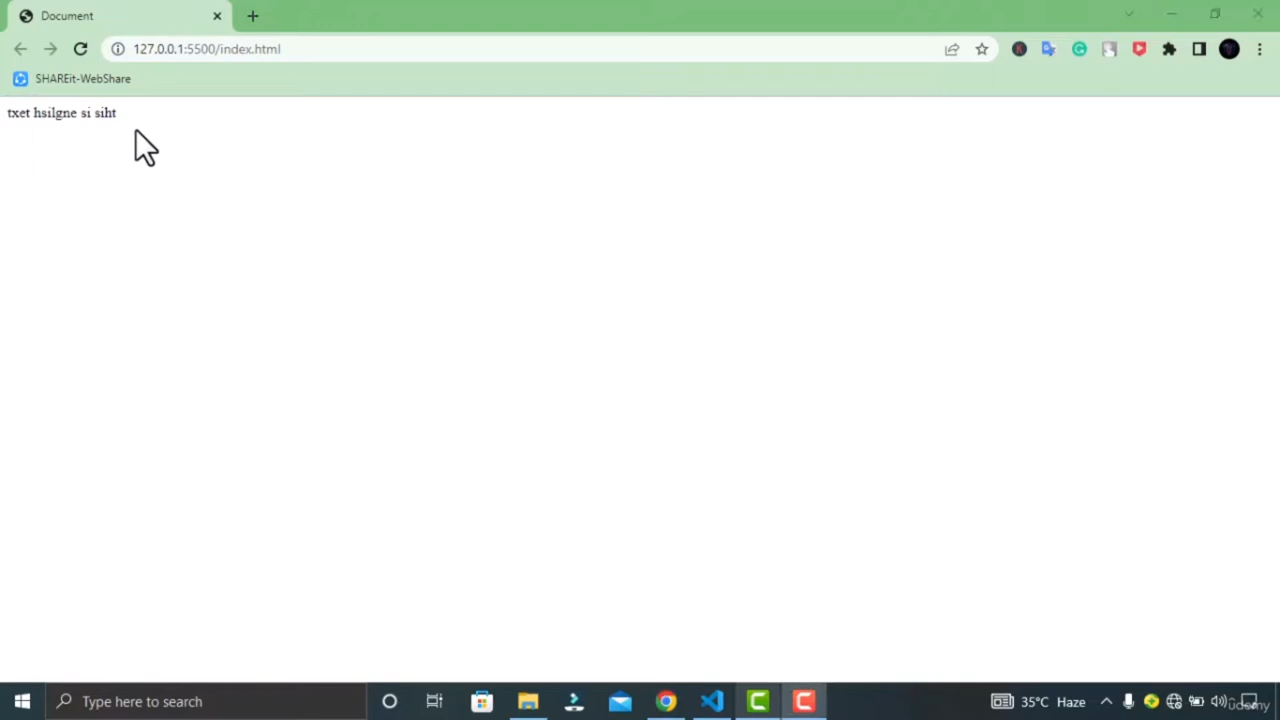 Document
127.0.0.1:5500/index.html
SHAREit-WebShare
txet hsilgne si siht
Type here to search
35°C Haze
ûdemy